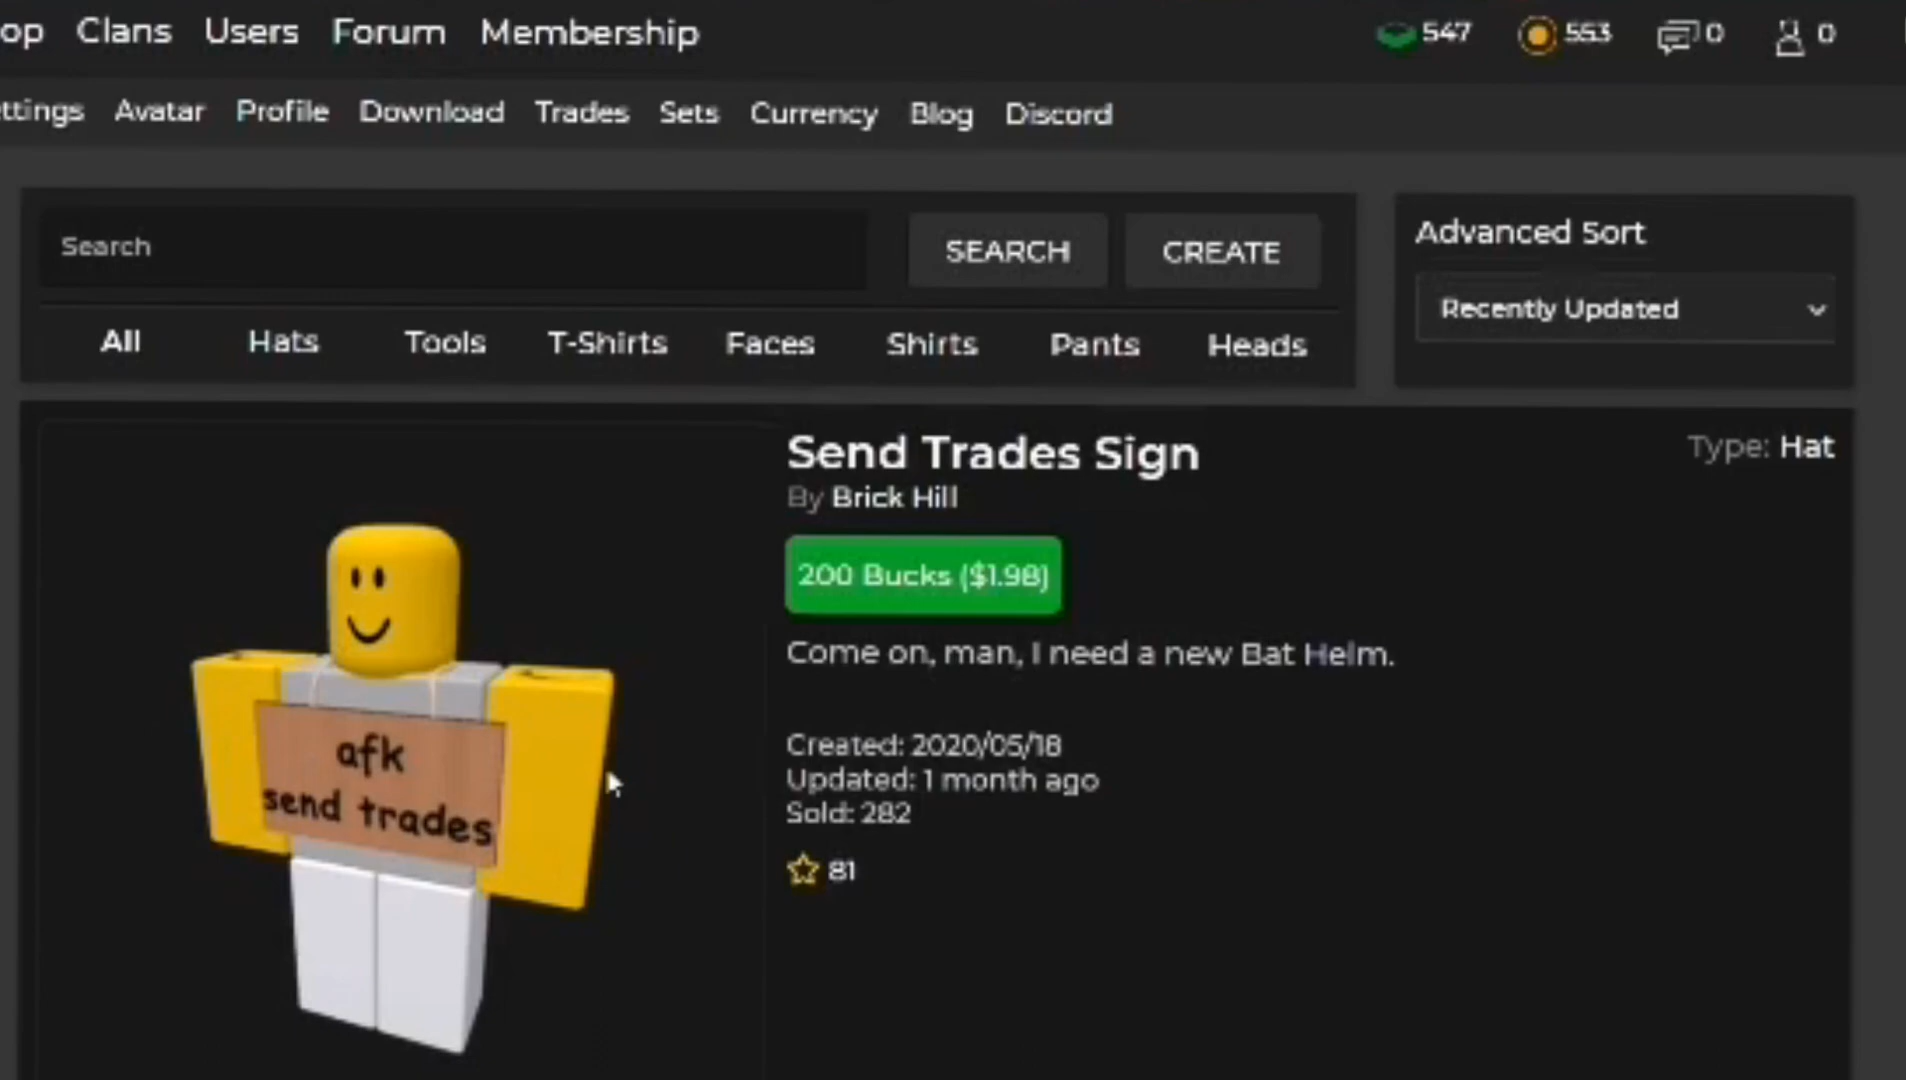 op Clans Users Forum Membership 547 553 0 0
ttings Avatar Profile Download Trades Sets Currency Blog Discord
Search SEARCH CREATE
All Hats Tools T-Shirts Faces Shirts Pants Heads
Advanced Sort
Recently Updated
Send Trades Sign
Type: Hat
By Brick Hill
200 Bucks ($1.98)
Come on, man, I need a new Bat Helm.
Created: 2020/05/18
Updated: 1 month ago
Sold: 282
81
afk
send trades